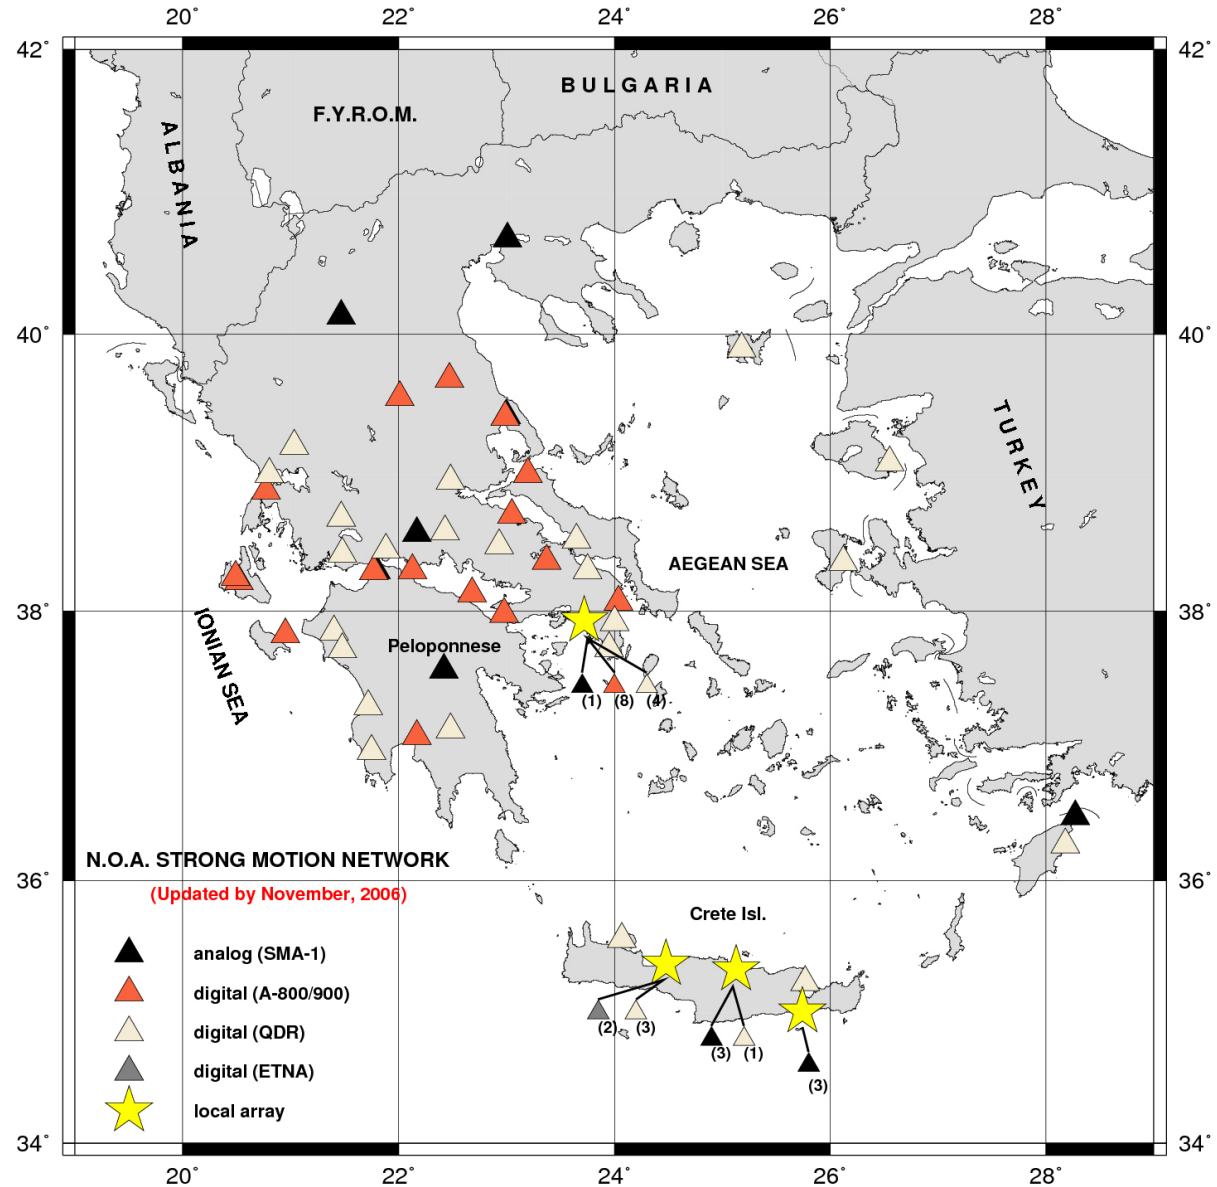 20° 22° 24° 26° 28°
42° 42°
BULGARIA
F.Y.R.O.M.
ALBANIA
40° 40°
TURKEY
AEGEAN SEA
38° 38°
IONIAN SEA
Peloponnese
(1) (8) (4)
N.O.A. STRONG MOTION NETWORK
(Updated by November, 2006)
36° 36°
Crete Isl.
analog (SMA-1)
digital (A-800/900)
digital (QDR)
digital (ETNA)
local array
(2) (3) (3) (1)
(3)
34° 34°
20° 22° 24° 26° 28°